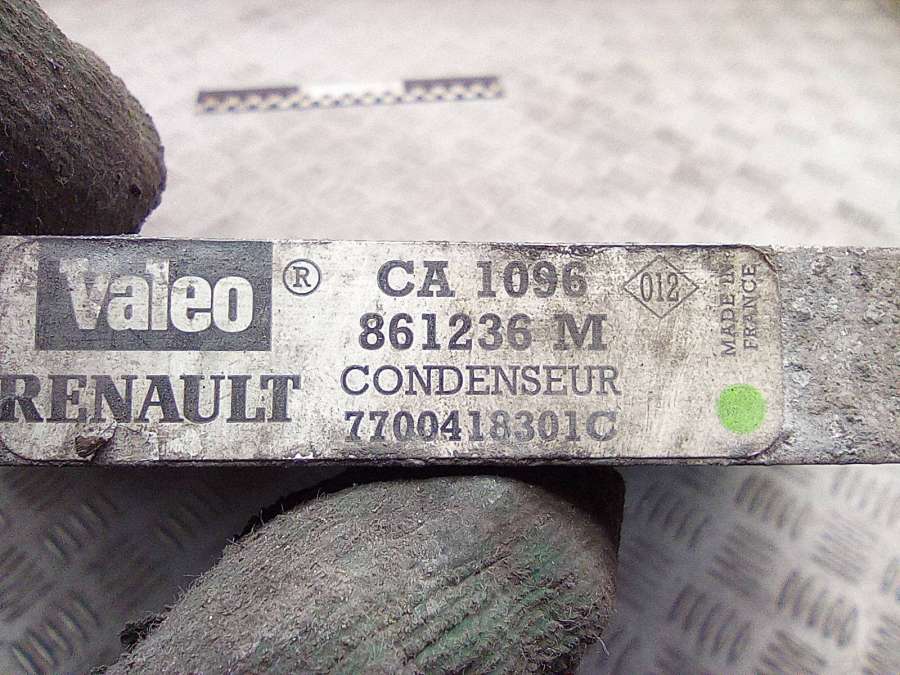 Valeo ®
RENAULT
CA 1096
861236 M
CONDENSEUR
7700418301C
012
MADE IN
FRANCE